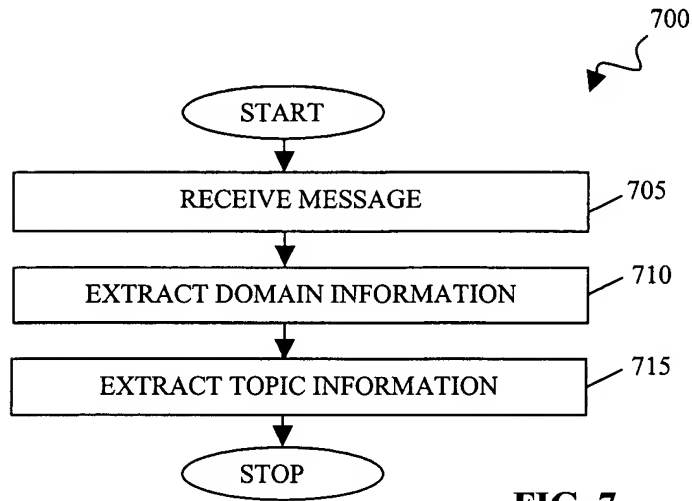 700
START
RECEIVE MESSAGE
705
EXTRACT DOMAIN INFORMATION
710
EXTRACT TOPIC INFORMATION
715
STOP
FIG. 7